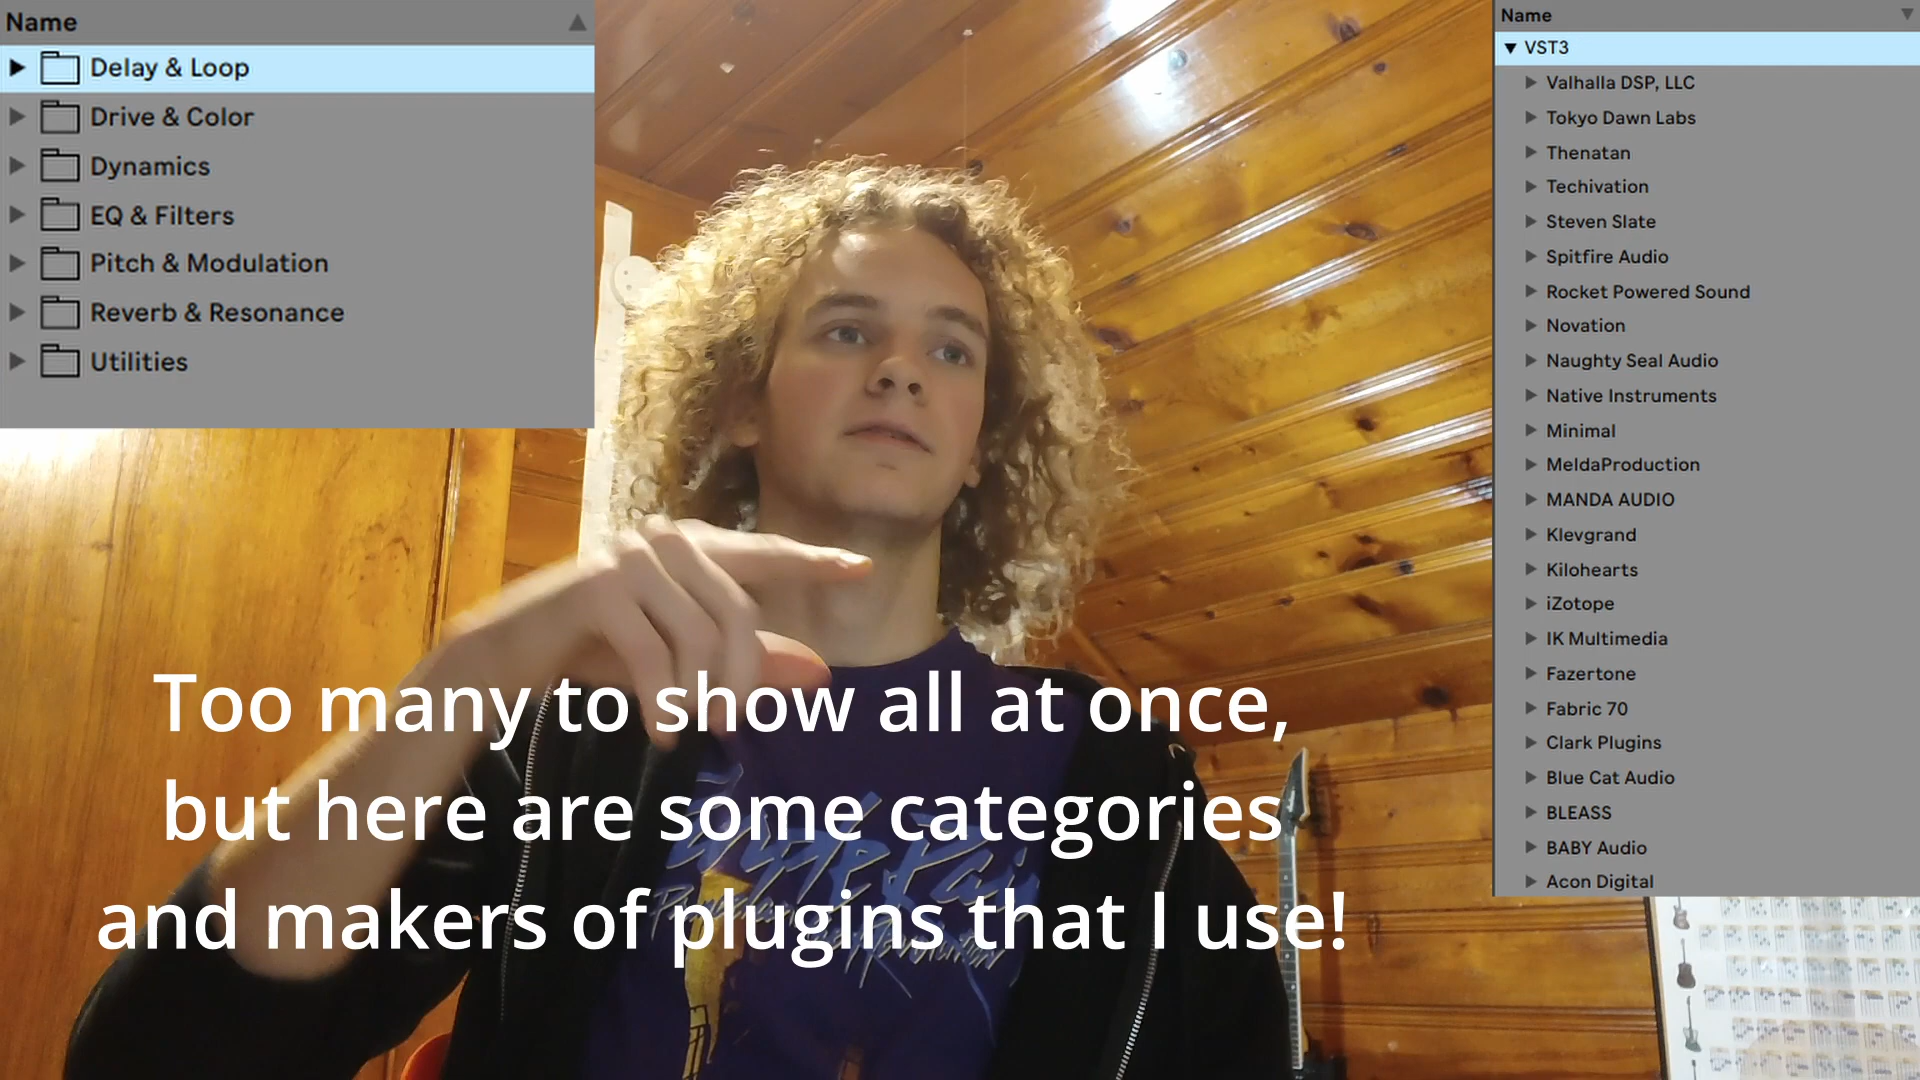 Name
Delay & Loop
Drive & Color
Dynamics
EQ & Filters
Pitch & Modulation
Reverb & Resonance
Utilities
Name
VST3
Valhalla DSP, LLC
Tokyo Dawn Labs
Thenatan
Techivation
Steven Slate
Spitfire Audio
Rocket Powered Sound
Novation
Naughty Seal Audio
Native Instruments
Minimal
MeldaProduction
MANDA AUDIO
Klevgrand
Kilohearts
iZotope
IK Multimedia
Fazertone
Fabric 70
Clark Plugins
Blue Cat Audio
BLEASS
BABY Audio
Acon Digital
Too many to show all at once,
but here are some categories
and makers of plugins that I use!